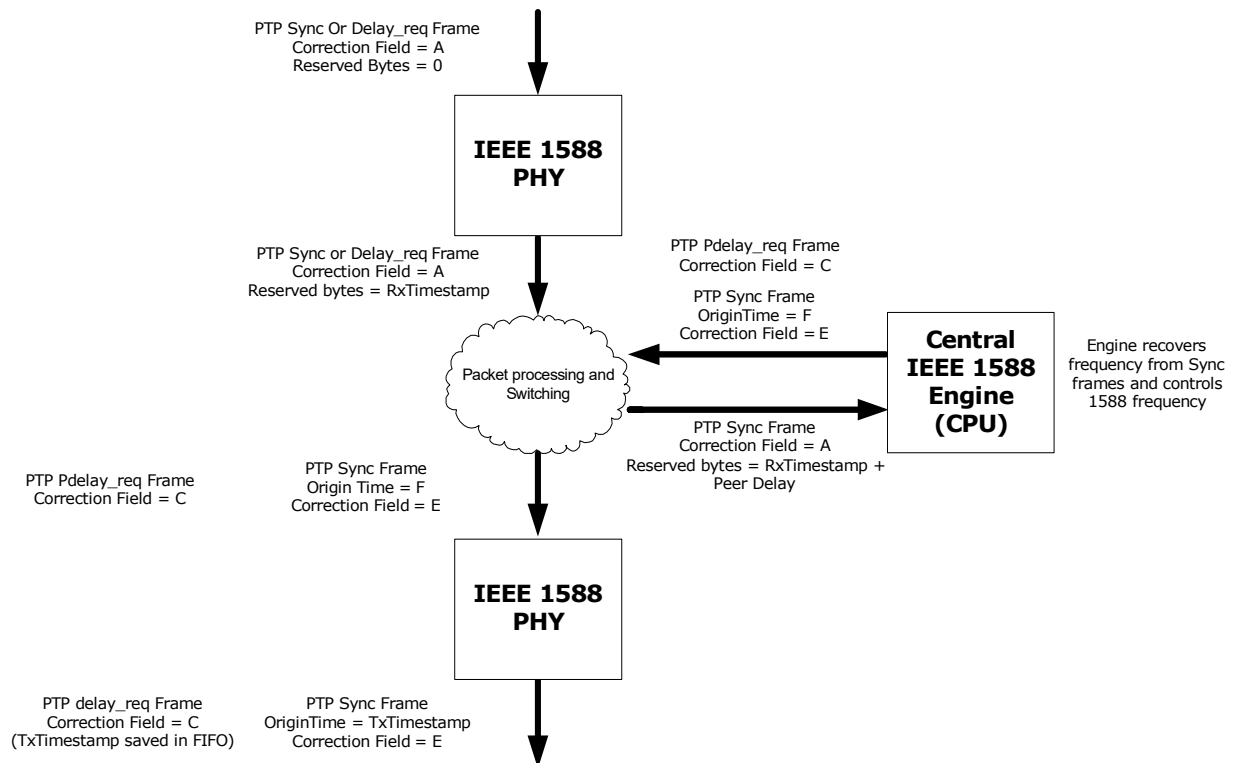 PTP Sync Or Delay_req Frame
Correction Field = A
Reserved Bytes = 0
IEEE 1588
PHY
PTP Sync or Delay_req Frame
Correction Field = A
Reserved bytes = RxTimestamp
PTP Pdelay_req Frame
Correction Field = C
PTP Sync Frame
OriginTime = F
Correction Field = E
Packet processing and
Switching
Central
IEEE 1588
Engine
(CPU)
Engine recovers
frequency from Sync
frames and controls
1588 frequency
PTP Sync Frame
Correction Field = A
Reserved bytes = RxTimestamp +
Peer Delay
PTP Pdelay_req Frame
Correction Field = C
PTP Sync Frame
Origin Time = F
Correction Field = E
IEEE 1588
PHY
PTP delay_req Frame
Correction Field = C
(TxTimestamp saved in FIFO)
PTP Sync Frame
OriginTime = TxTimestamp
Correction Field = E